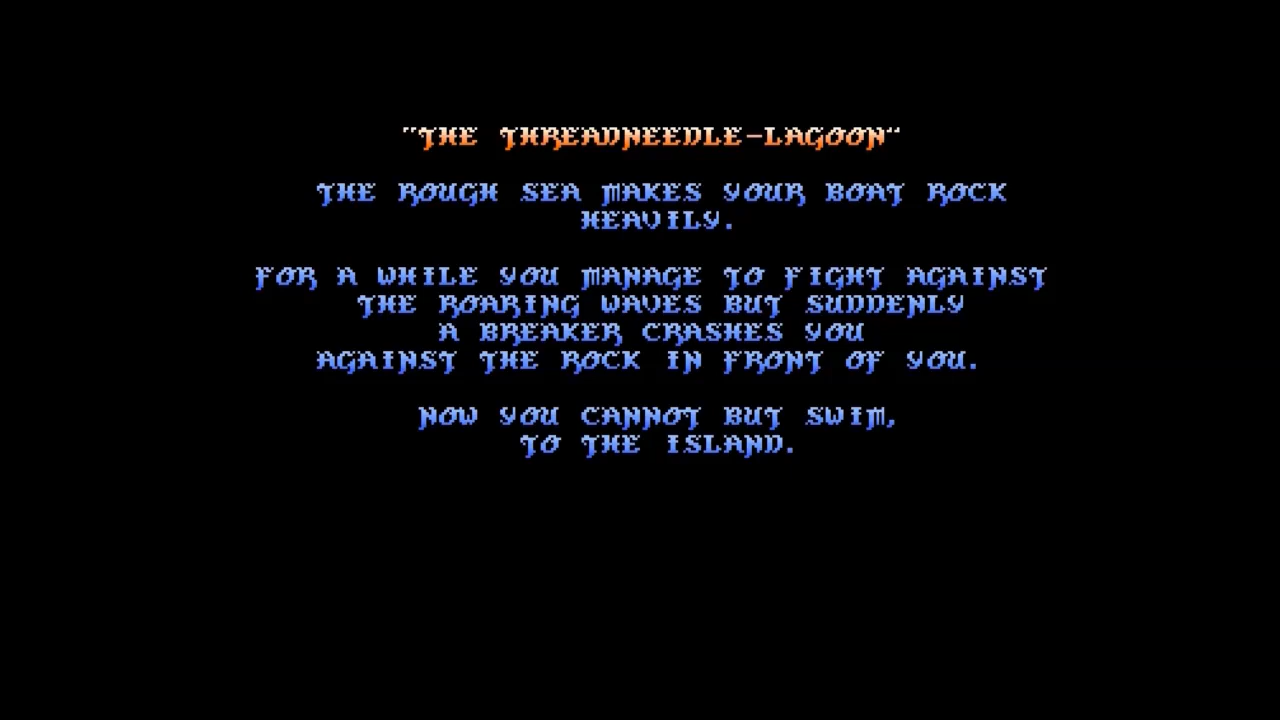 "THE THREADNEEDLE-LAGOON"
THE ROUGH SEA MAKES YOUR BOAT ROCK
HEAVILY.
FOR A WHILE YOU MANAGE TO FIGHT AGAINST
THE ROARING WAVES BUT SUDDENLY
A BREAKER CRASHES YOU
AGAINST THE ROCK IN FRONT OF YOU.
NOW YOU CANNOT BUT SWIM,
TO THE ISLAND.